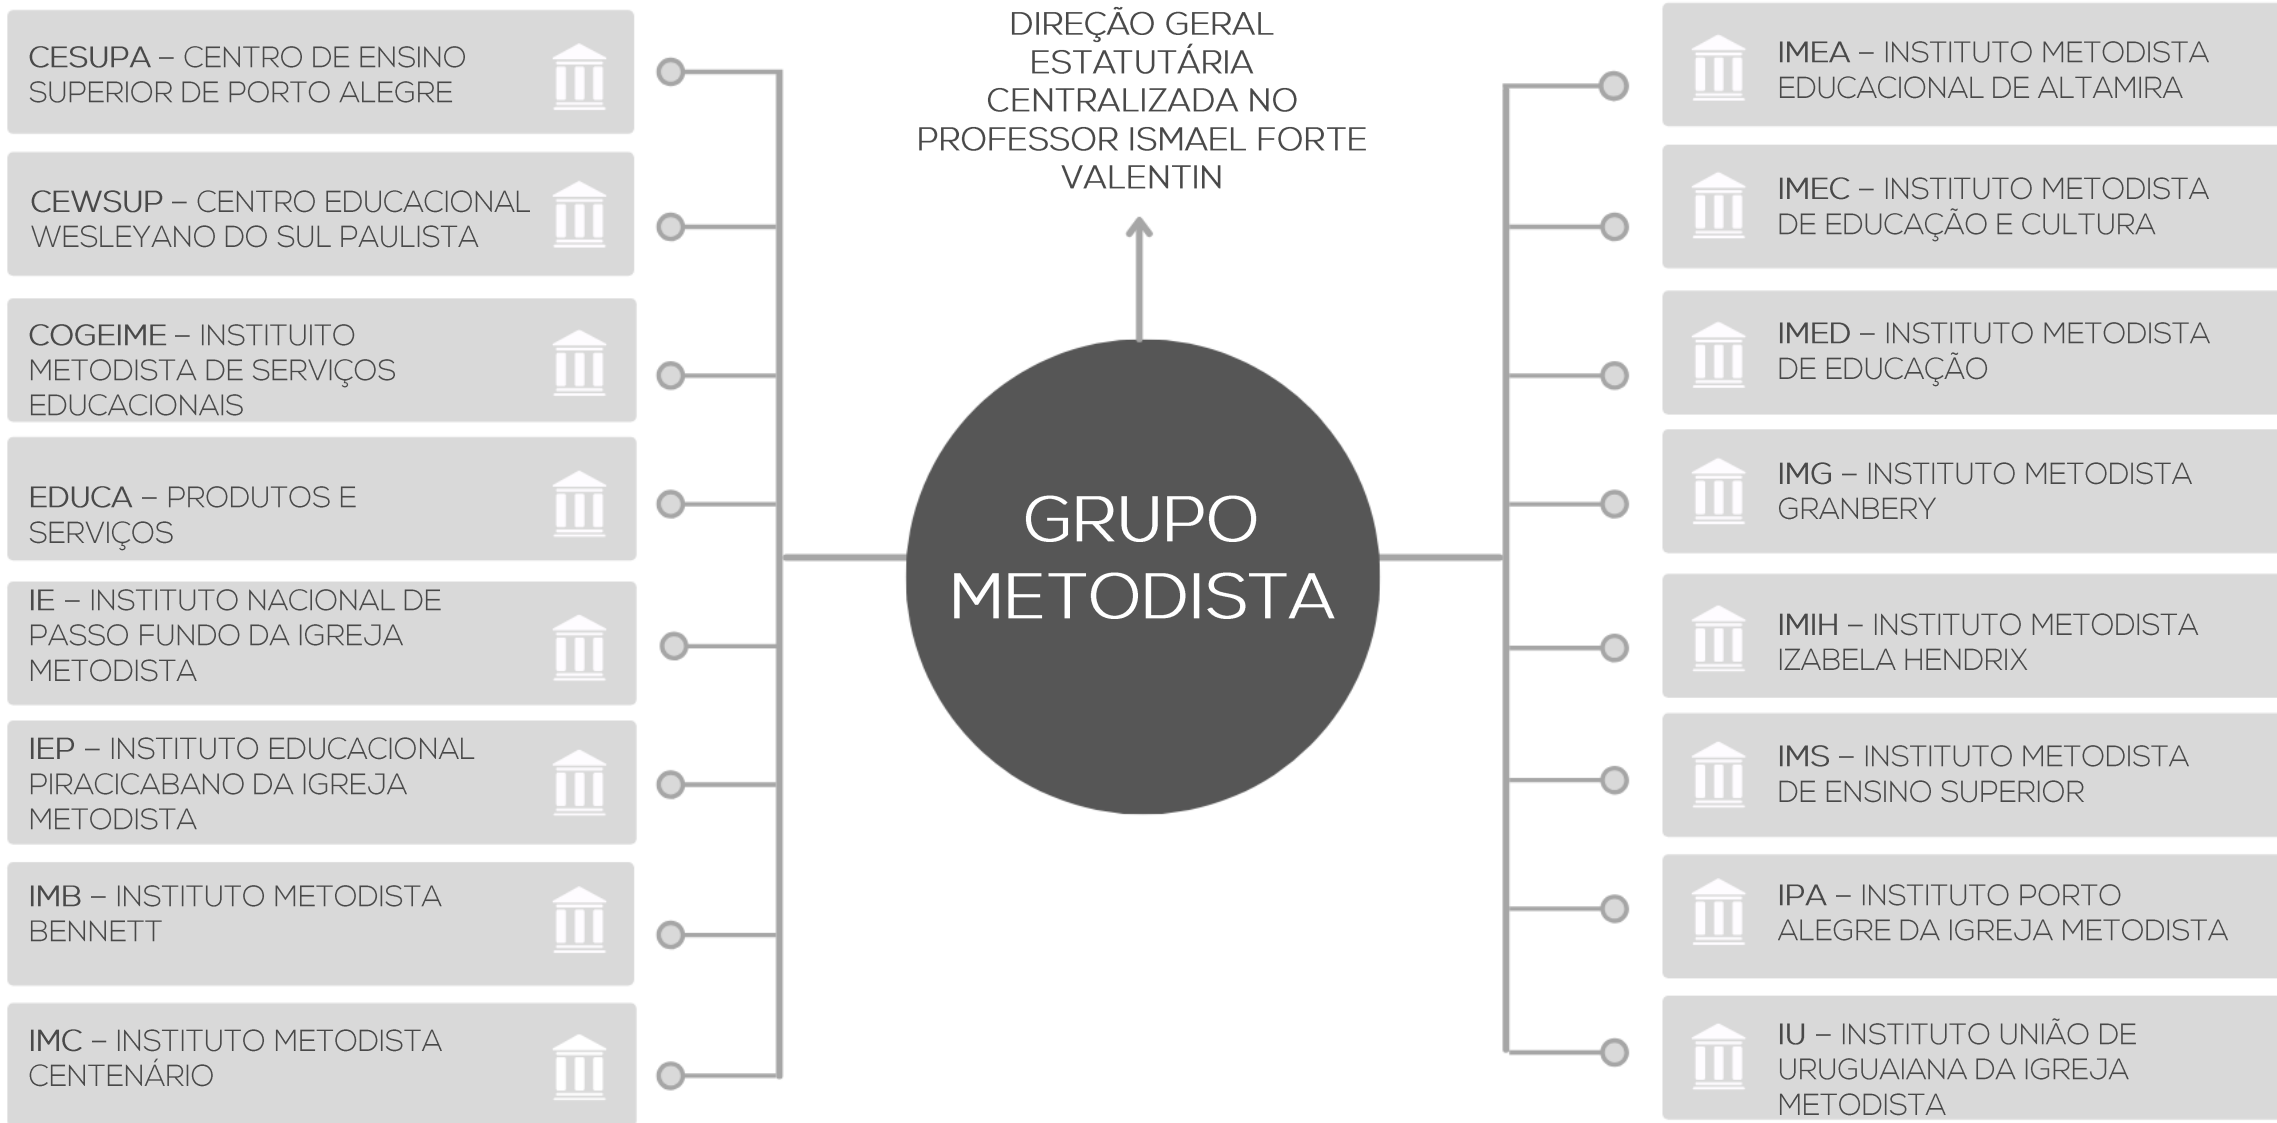 CESUPA – CENTRO DE ENSINO
SUPERIOR DE PORTO ALEGRE
CEWSUP – CENTRO EDUCACIONAL
WESLEYANO DO SUL PAULISTA
COGEIME – INSTITUITO
METODISTA DE SERVIÇOS
EDUCACIONAIS
EDUCA – PRODUTOS E
SERVIÇOS
IE – INSTITUTO NACIONAL DE
PASSO FUNDO DA IGREJA
METODISTA
IEP – INSTITUTO EDUCACIONAL
PIRACICABANO DA IGREJA
METODISTA
IMB – INSTITUTO METODISTA
BENNETT
IMC – INSTITUTO METODISTA
CENTENÁRIO
DIREÇÃO GERAL
ESTATUTÁRIA
CENTRALIZADA NO
PROFESSOR ISMAEL FORTE
VALENTIN
GRUPO
METODISTA
IMEA – INSTITUTO METODISTA
EDUCACIONAL DE ALTAMIRA
IMEC – INSTITUTO METODISTA
DE EDUCAÇÃO E CULTURA
IMED – INSTITUTO METODISTA
DE EDUCAÇÃO
IMG – INSTITUTO METODISTA
GRANBERY
IMIH – INSTITUTO METODISTA
IZABELA HENDRIX
IMS – INSTITUTO METODISTA
DE ENSINO SUPERIOR
IPA – INSTITUTO PORTO
ALEGRE DA IGREJA METODISTA
IU – INSTITUTO UNIÃO DE
URUGUAIANA DA IGREJA
METODISTA